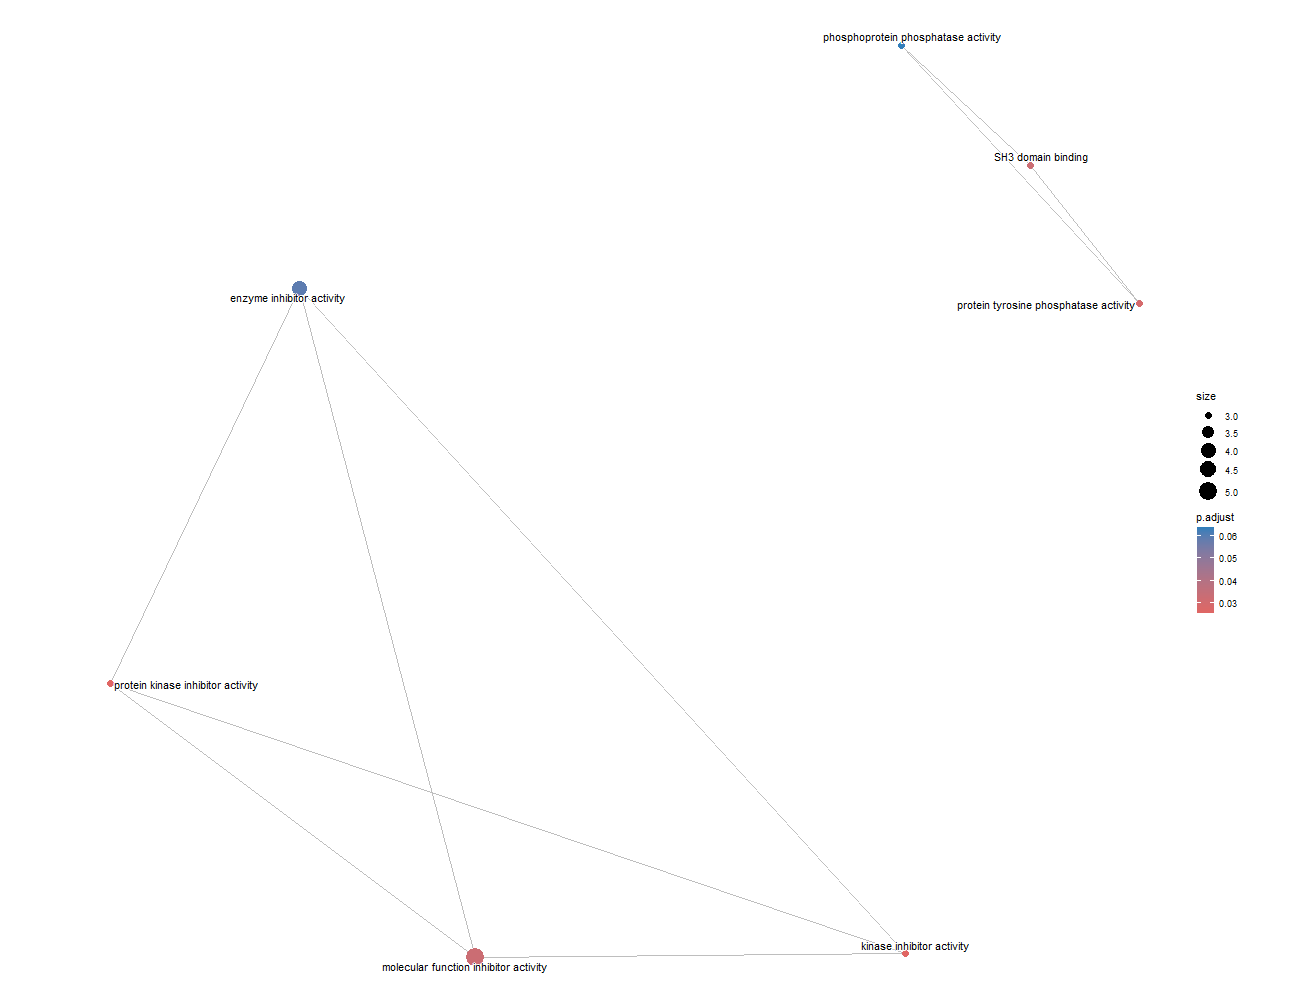 phosphoprotein phosphatase activity
SH3 domain binding
enzyme inhibitor activity
protein tyrosine phosphatase activity
size
3.0
3.5
4.0
4.5
5.0
p.adjust
0.06
0.05
0.04
0.03
protein kinase inhibitor activity
kinase inhibitor activity
molecular function inhibitor activity